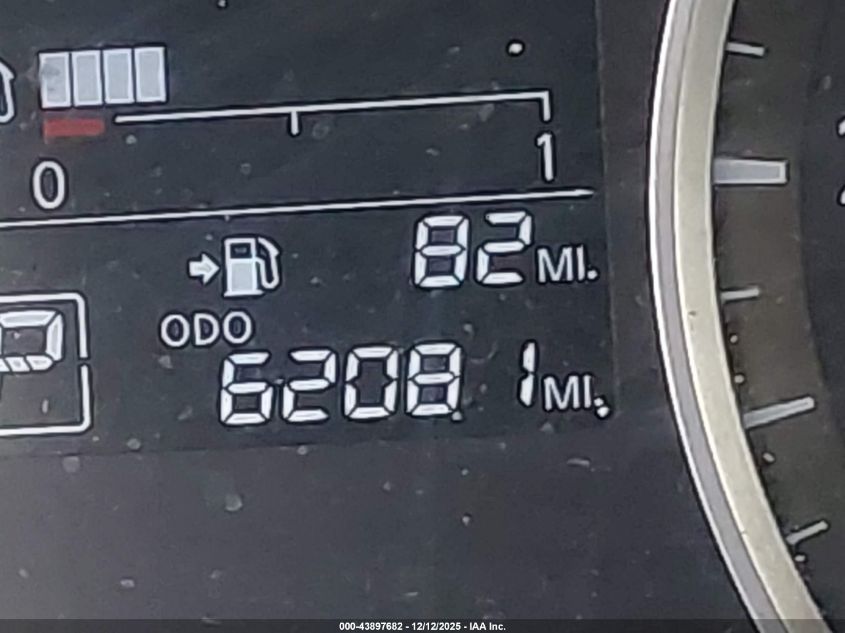 0 1
82 MI.
ODO
62081 MI.
P
000-43897682 - 12/12/2025 - IAA Inc.